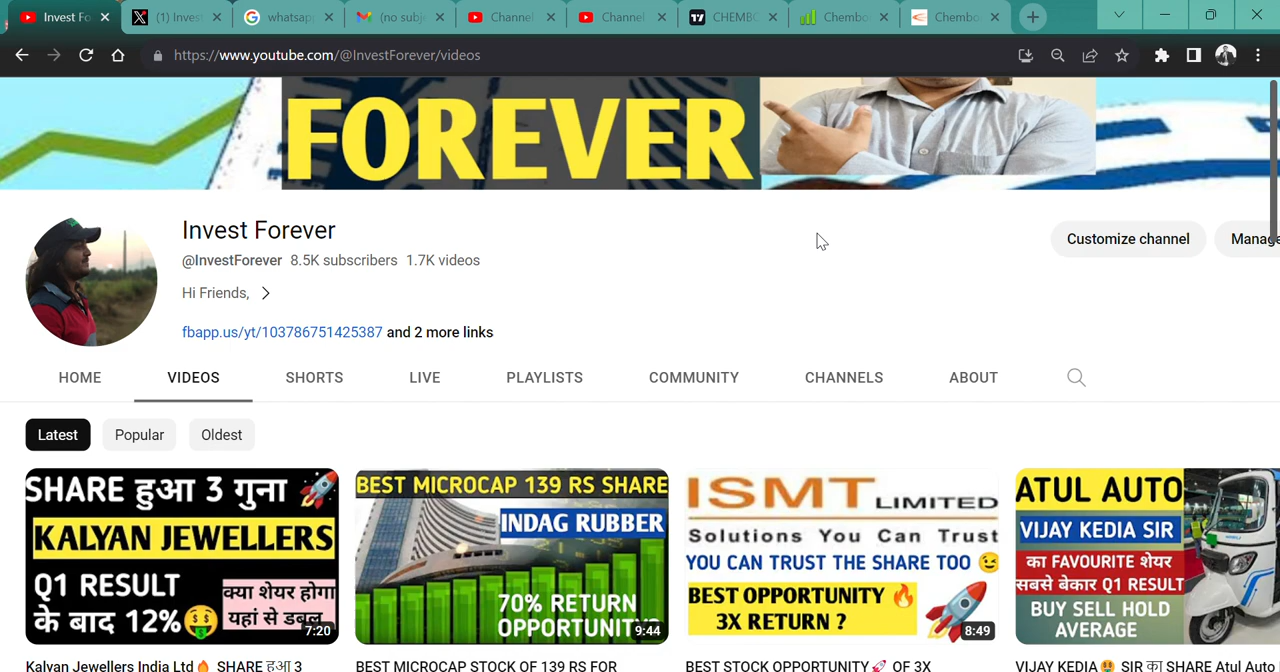 Invest Fo
(1) Invest
whatsapp
(no subje
Channel
Channel
CHEMBO
Chembo
Chembo
https://www.youtube.com/@InvestForever/videos
FOREVER
Invest Forever
@InvestForever 8.5K subscribers 1.7K videos
Customize channel
Manage
Hi Friends,
fbapp.us/yt/103786751425387 and 2 more links
HOME
VIDEOS
SHORTS
LIVE
PLAYLISTS
COMMUNITY
CHANNELS
ABOUT
Latest
Popular
Oldest
SHARE हुआ 3 गुना 🚀
KALYAN JEWELLERS
Q1 RESULT
के बाद 12%🤑
क्या शेयर होगा
यहां से डबल
7:20
BEST MICROCAP 139 RS SHARE
INDAG RUBBER
70% RETURN
OPPORTUNITY
9:44
ISMT LIMITED
Solutions You Can Trust
YOU CAN TRUST THE SHARE TOO 😉
BEST OPPORTUNITY 🔥
3X RETURN ?
8:49
ATUL AUTO
VIJAY KEDIA SIR
का FAVOURITE शेयर
सबसे बेकार Q1 RESULT
BUY SELL HOLD
AVERAGE
Kalyan Jewellers India Ltd🔥 SHARE हुआ 3
BEST MICROCAP STOCK OF 139 RS FOR
BEST STOCK OPPORTUNITY🚀 OF 3X
VIJAY KEDIA🤑 SIR का SHARE Atul Auto